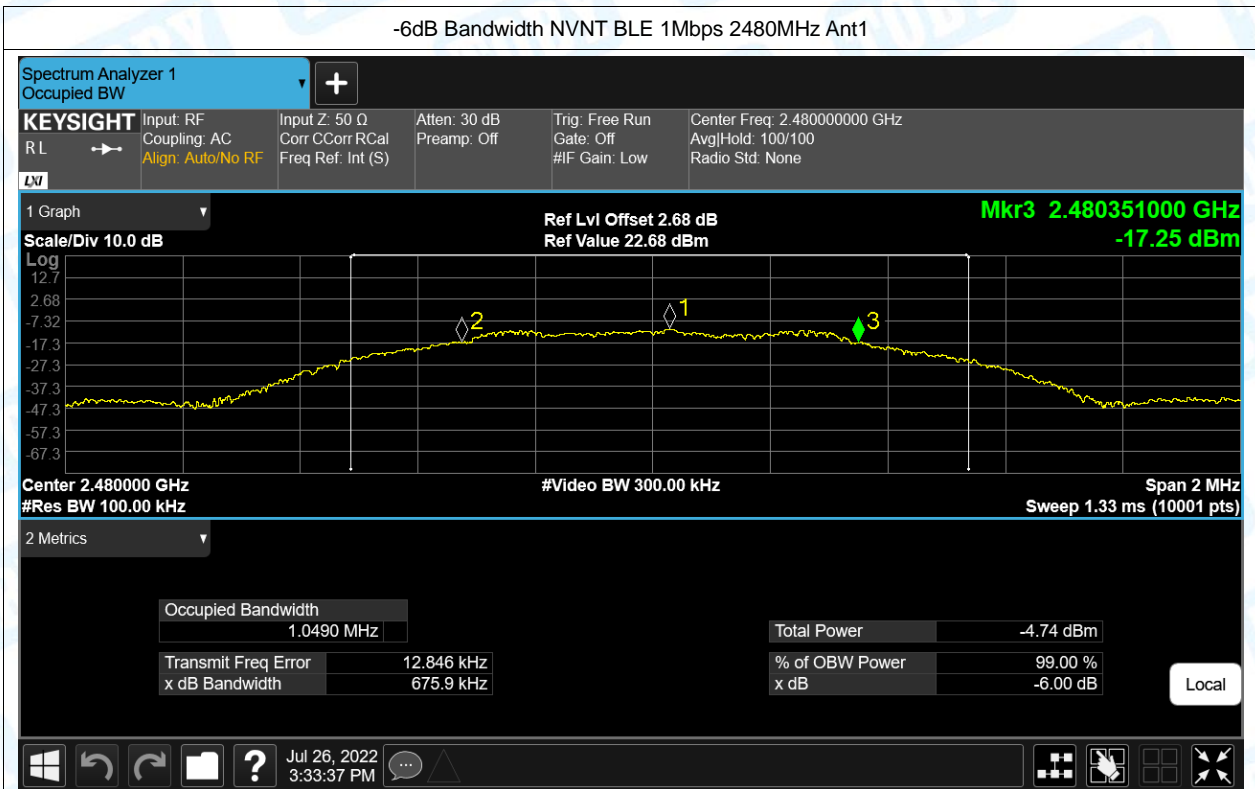 -6dB Bandwidth NVNT BLE 1Mbps 2480MHz Ant1
Spectrum Analyzer 1
Occupied BW
+
KEYSIGHT
R L
LXI
Input: RF
Coupling: AC
Align: Auto/No RF
Input Z: 50 Ω
Corr CCorr RCal
Freq Ref: Int (S)
Atten: 30 dB
Preamp: Off
Trig: Free Run
Gate: Off
#IF Gain: Low
Center Freq: 2.480000000 GHz
Avg|Hold: 100/100
Radio Std: None
1 Graph
Scale/Div 10.0 dB
Ref Lvl Offset 2.68 dB
Ref Value 22.68 dBm
Mkr3 2.480351000 GHz
-17.25 dBm
Log
12.7
2.68
-7.32
-17.3
-27.3
-37.3
-47.3
-57.3
-67.3
2
1
3
Center 2.480000 GHz
#Res BW 100.00 kHz
#Video BW 300.00 kHz
Span 2 MHz
Sweep 1.33 ms (10001 pts)
2 Metrics
Occupied Bandwidth
1.0490 MHz
Transmit Freq Error 12.846 kHz
x dB Bandwidth 675.9 kHz
Total Power -4.74 dBm
% of OBW Power 99.00 %
x dB -6.00 dB
Local
?
Jul 26, 2022
3:33:37 PM